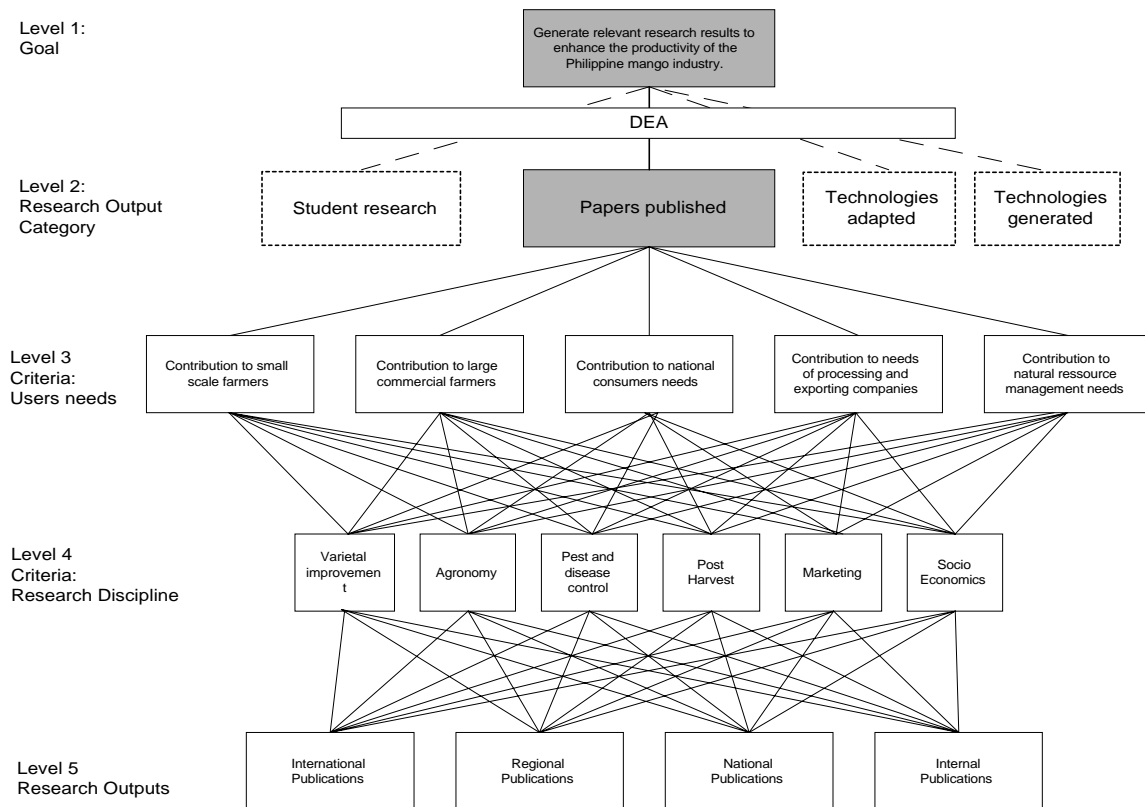 Level 1:
Goal
Generate relevant research results to
enhance the productivity of the
Philippine mango industry.
DEA
Level 2:
Research Output
Category
Student research
Papers published
Technologies
adapted
Technologies
generated
Level 3
Criteria:
Users needs
Contribution to small
scale farmers
Contribution to large
commercial farmers
Contribution to national
consumers needs
Contribution to needs
of processing and
exporting companies
Contribution to
natural ressource
management needs
Level 4
Criteria:
Research Discipline
Varietal
improvemen
t
Agronomy
Pest and
disease
control
Post
Harvest
Marketing
Socio
Economics
Level 5
Research Outputs
International
Publications
Regional
Publications
National
Publications
Internal
Publications